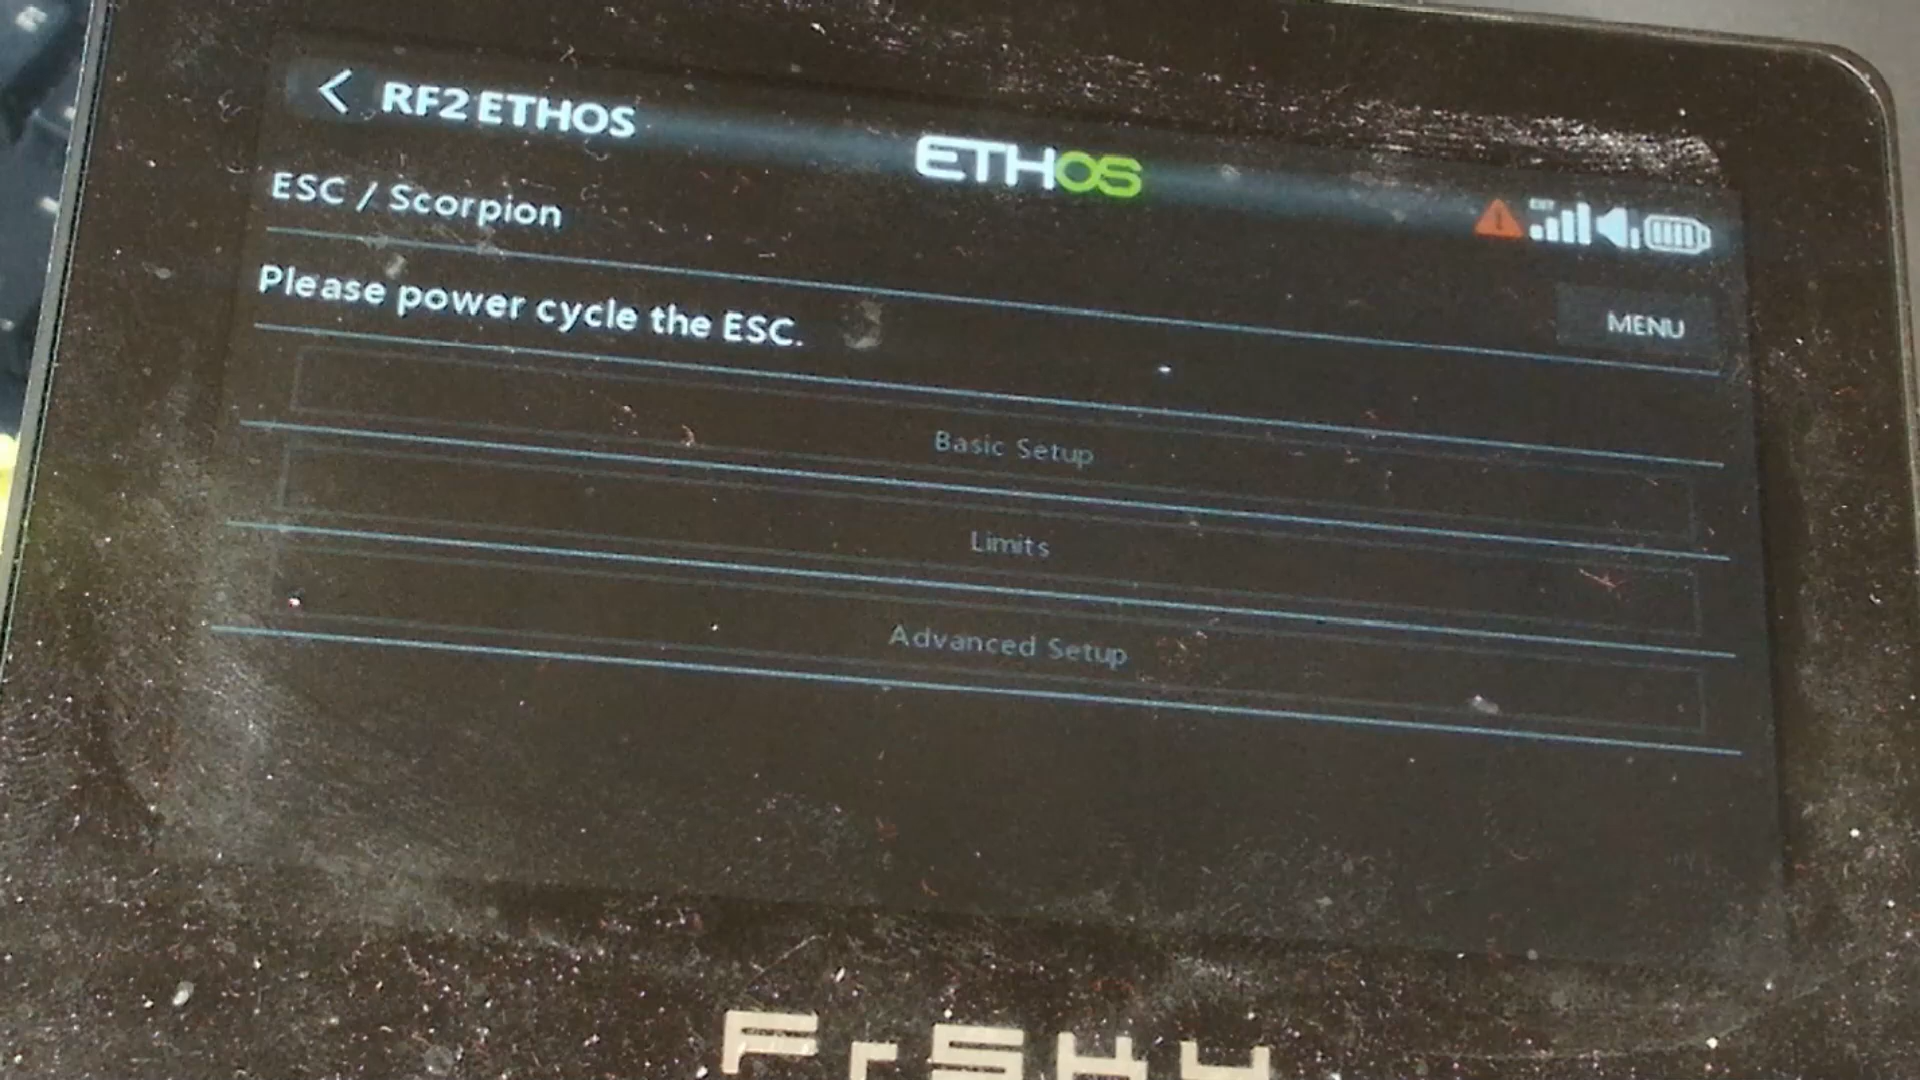 RF2 ETHOS
ETHOS
ESC / Scorpion
MENU
Please power cycle the ESC.
Basic Setup
Limits
Advanced Setup
FrSky